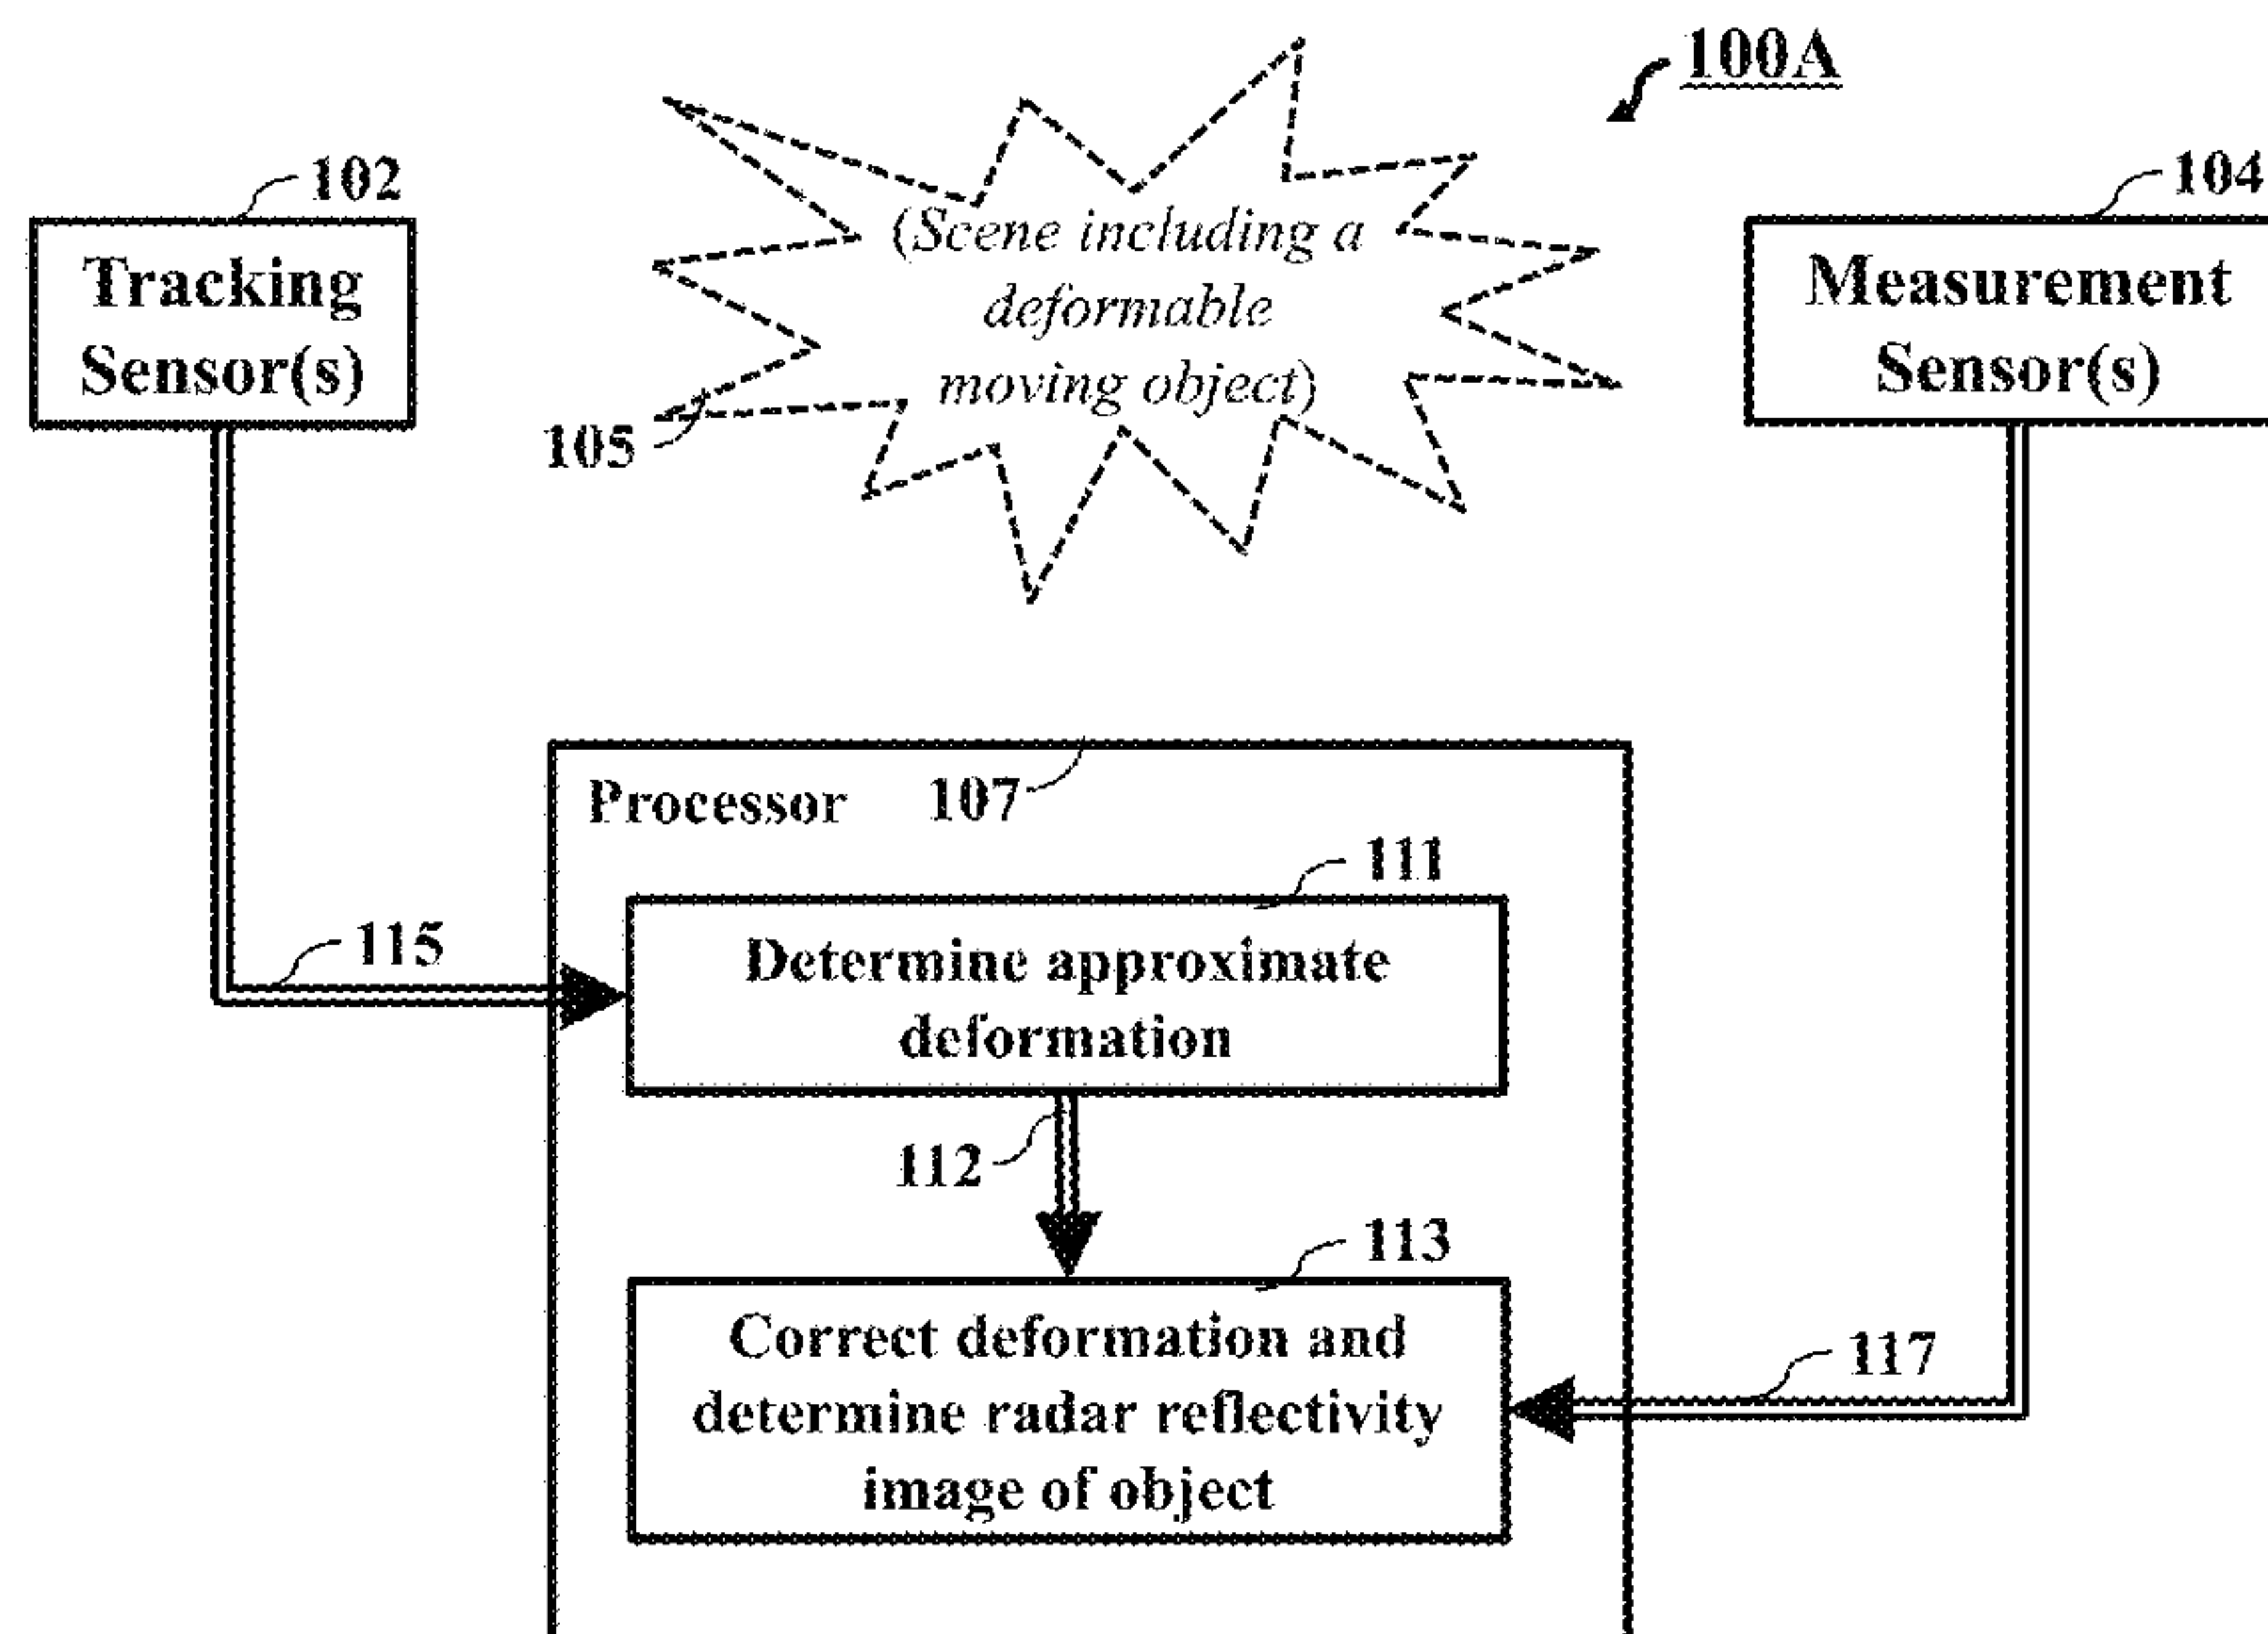 100A
102
104
Tracking
Sensor(s)
(Scene including a
deformable
moving object)
Measurement
Sensor(s)
105
Processor
107
111
115
Determine approximate
deformation
112
113
Correct deformation and
determine radar reflectivity
image of object
117